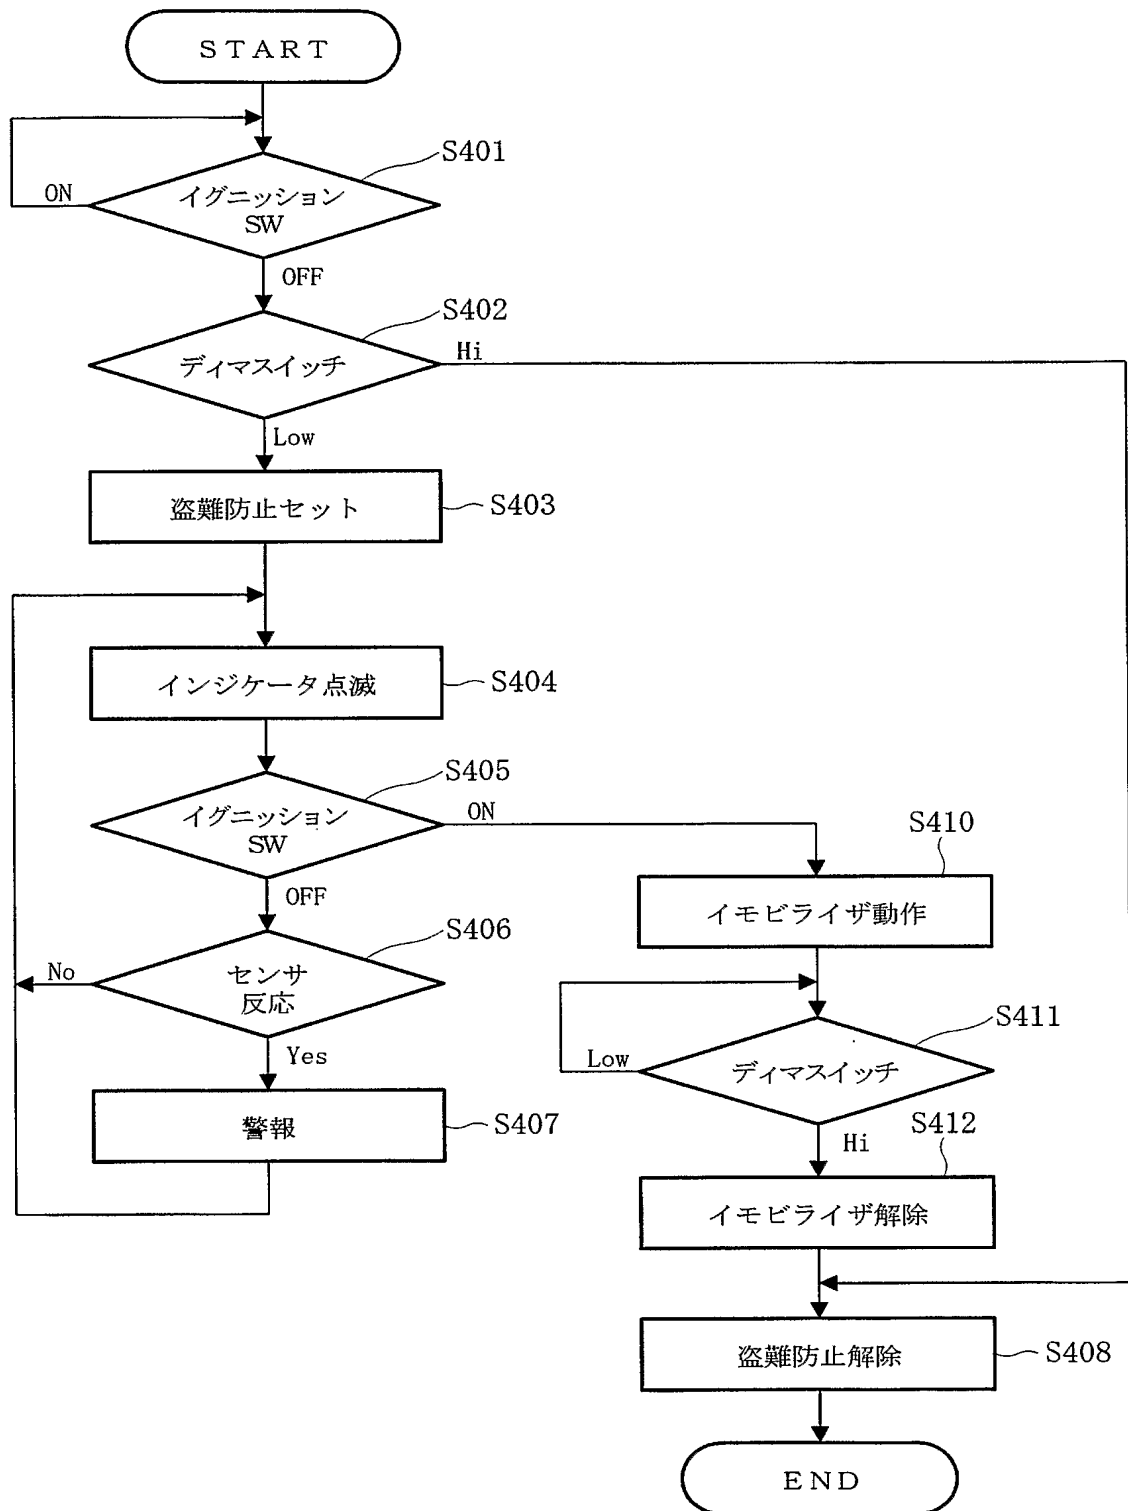 START
S401
ON
イグニッション
SW
OFF
S402
Hi
ディマスイッチ
Low
盗難防止セット
S403
インジケータ点滅
S404
S405
イグニッション
SW
ON
OFF
S410
イモビライザ動作
S406
No
センサ
反応
Yes
S411
Low
ディマスイッチ
警報
S407
S412
Hi
イモビライザ解除
盗難防止解除
S408
END